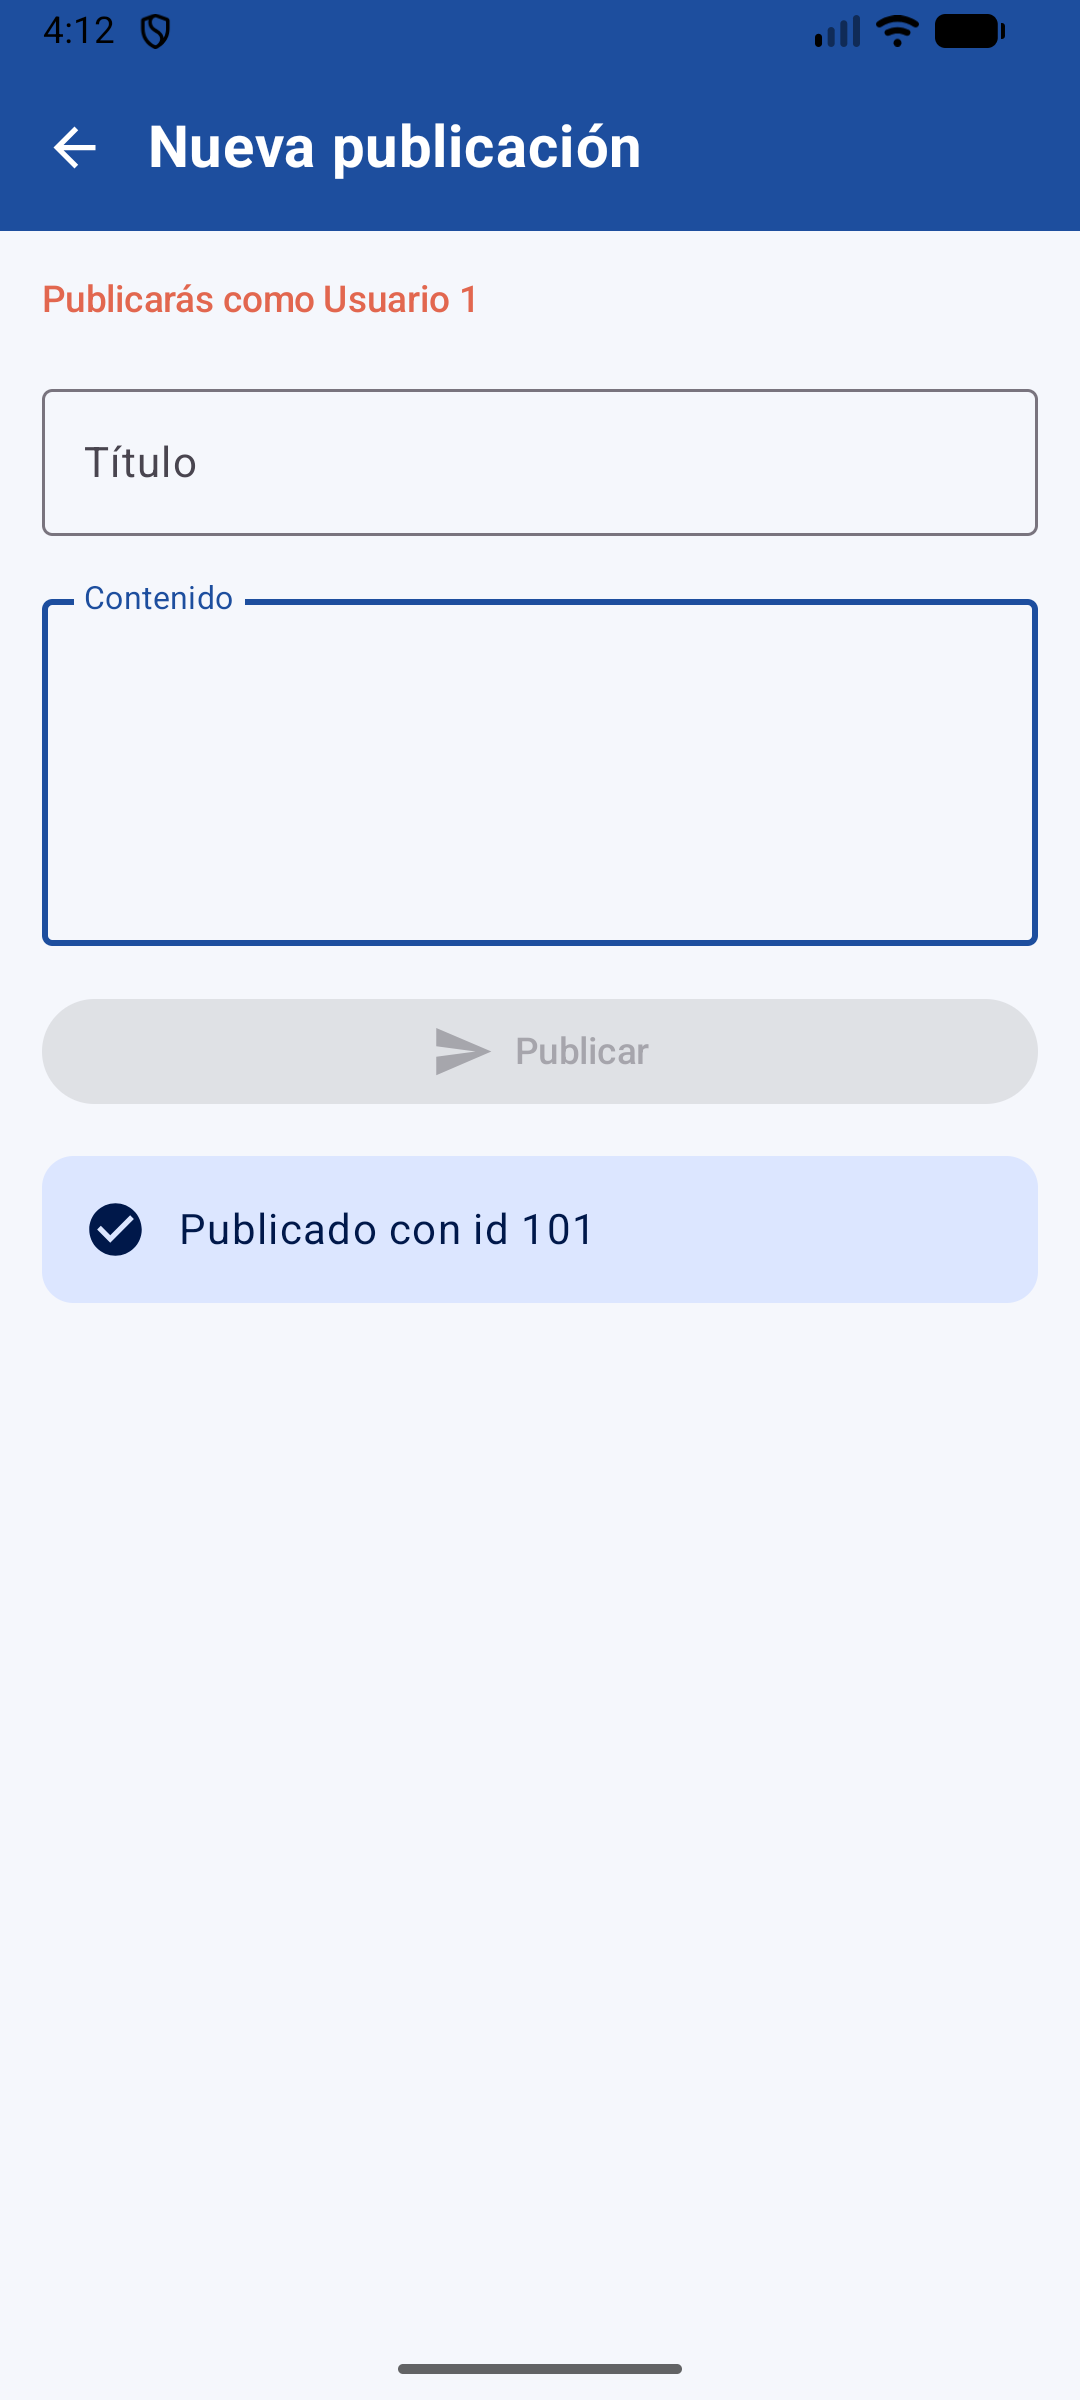 4:12
Nueva publicación
Publicarás como Usuario 1
Título
Contenido
Publicar
Publicado con id 101